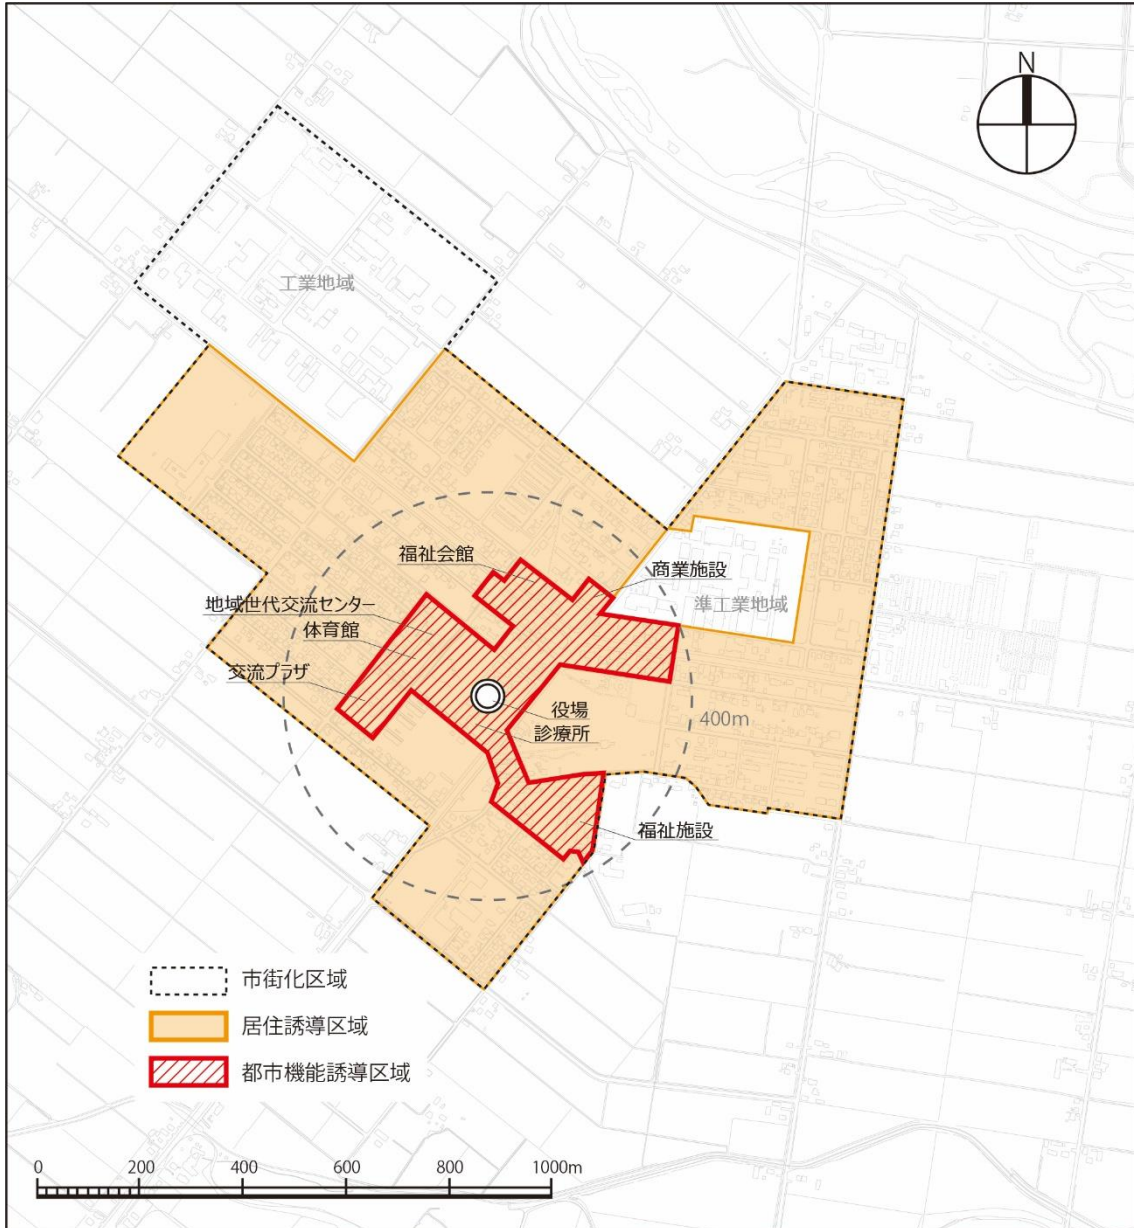 N
工業地域
福祉会館
商業施設
地域世代交流センター
準工業地域
体育館
交流プラザ
役場
400m
診療所
福祉施設
市街化区域
居住誘導区域
都市機能誘導区域
0 200 400 600 800 1000m